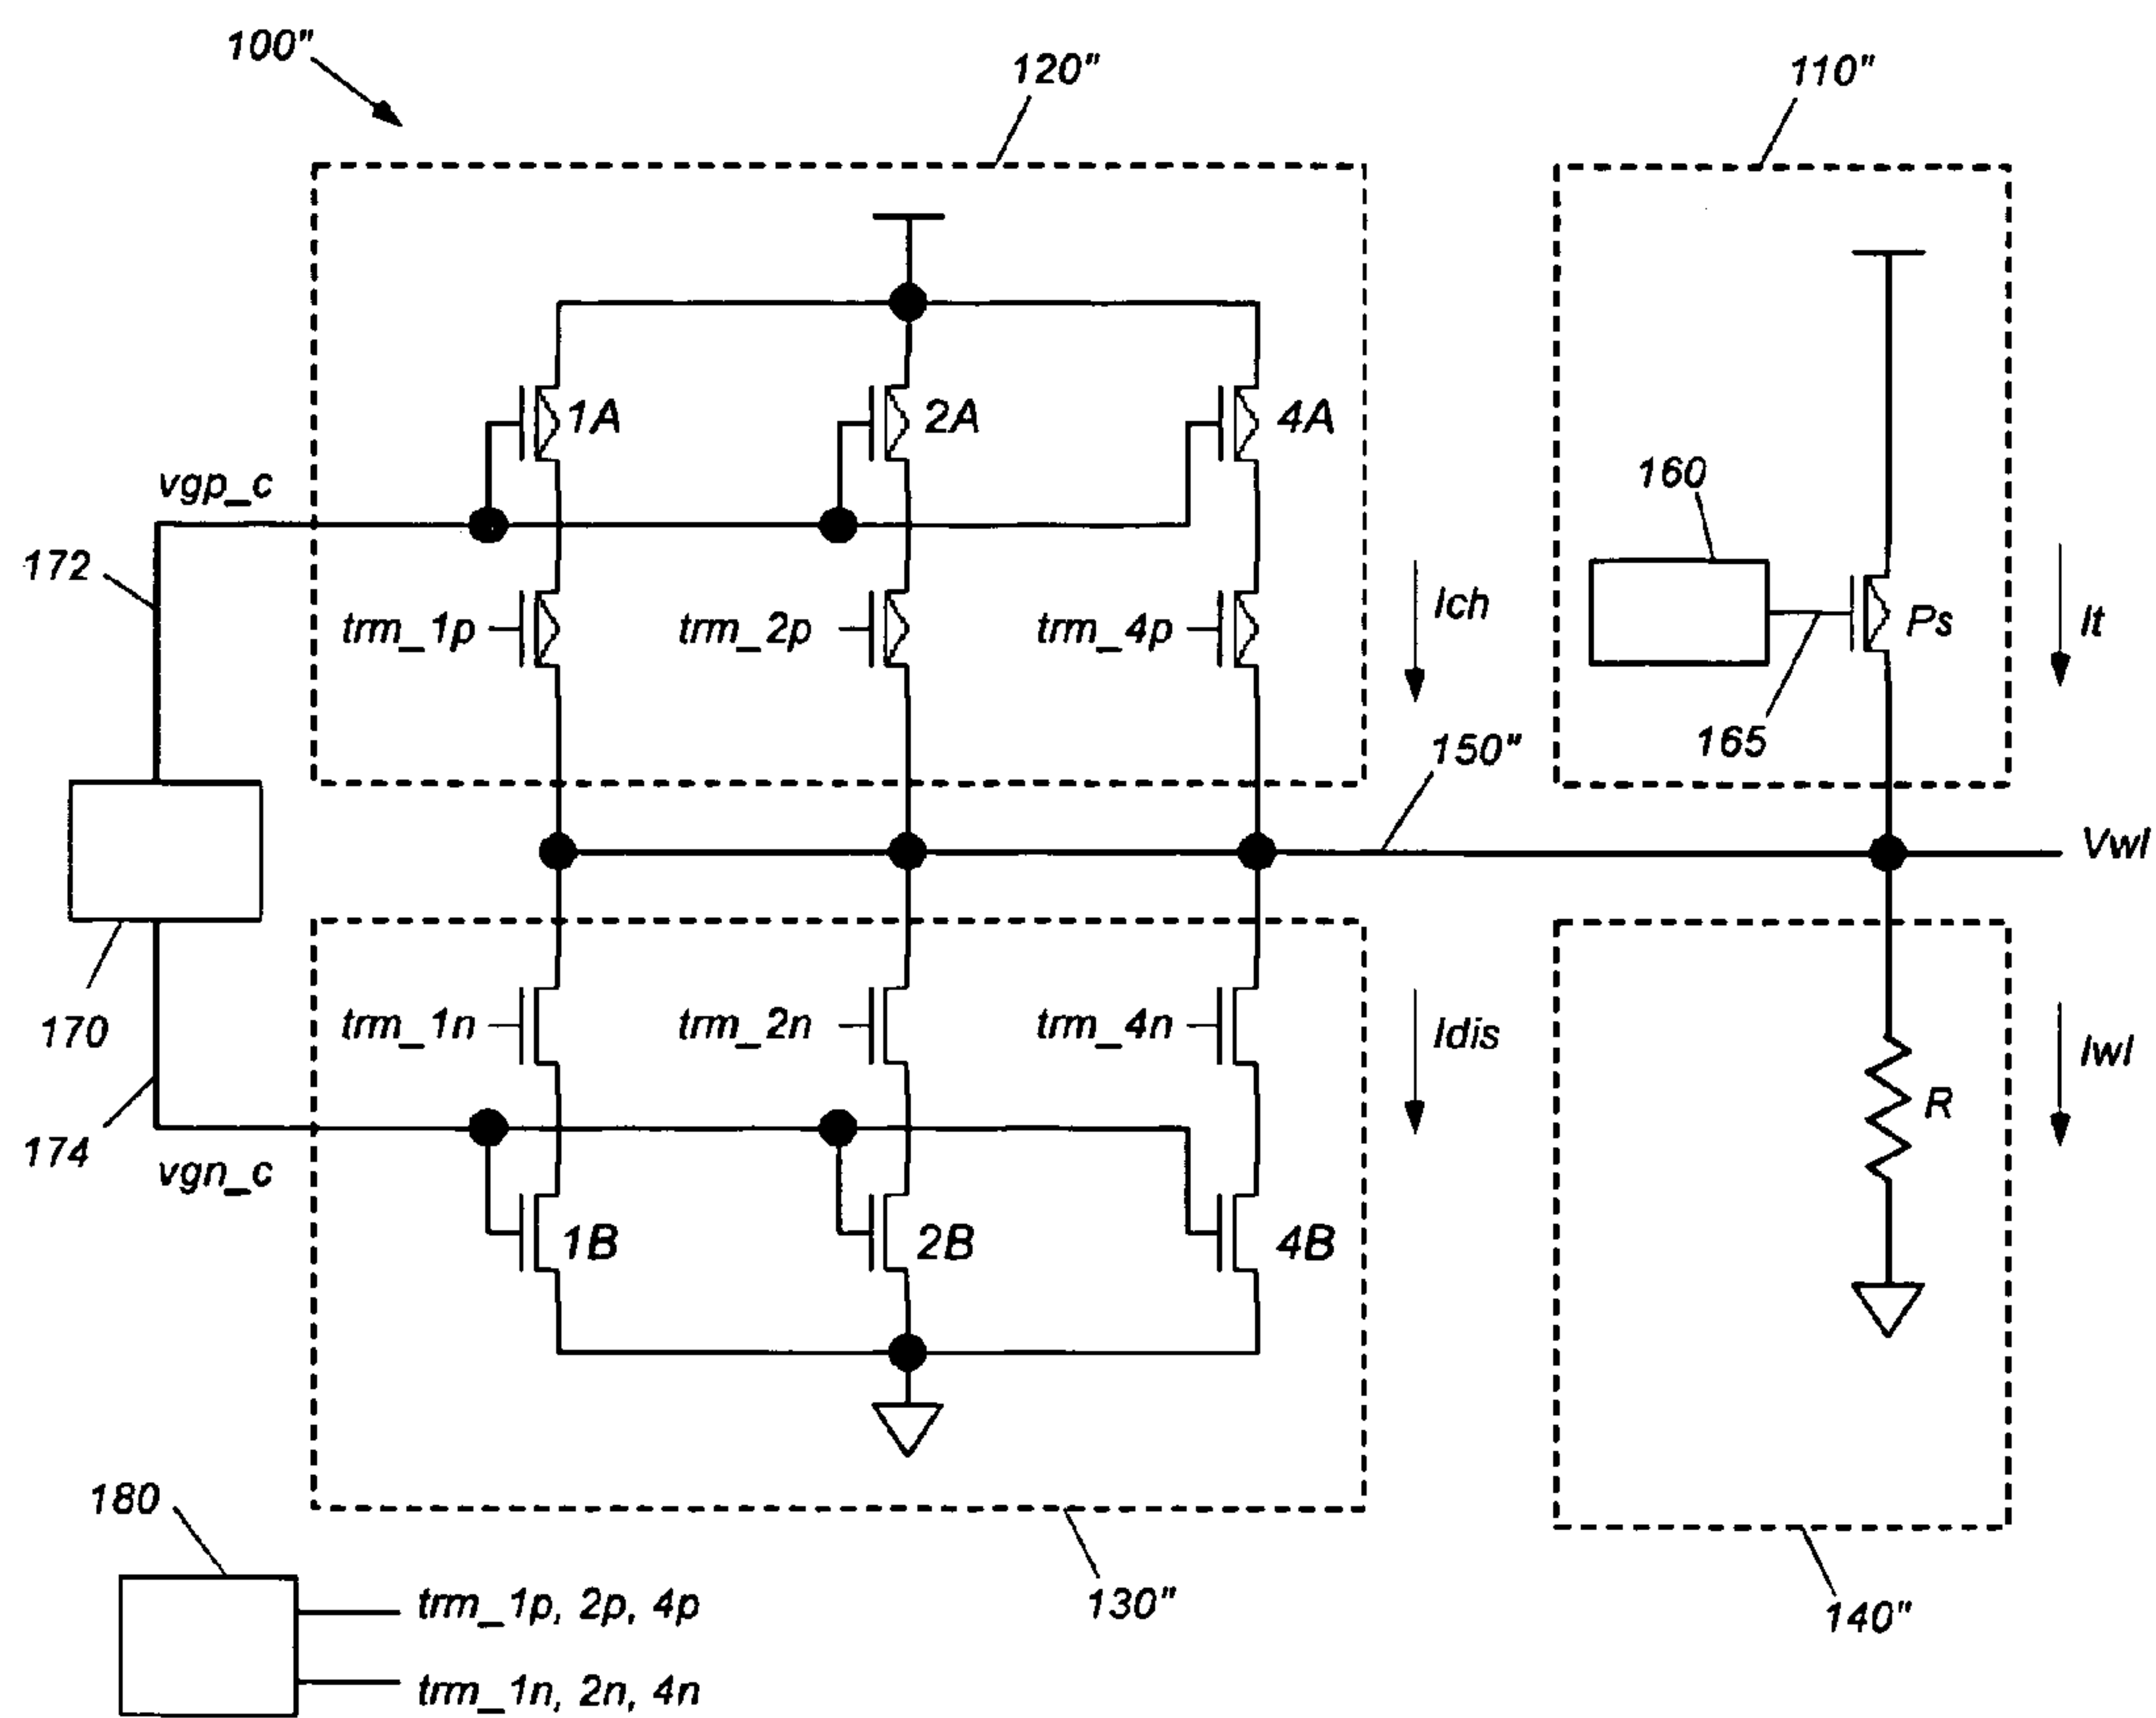 100"
120"
110"
1A
2A
4A
vgp_c
160
172
trm_1p
trm_2p
trm_4p
Ich
Ps
It
165
150"
Vwl
170
trm_1n
trm_2n
trm_4n
Idis
Iwl
R
174
vgn_c
1B
2B
4B
180
130"
140"
trm_1p, 2p, 4p
trm_1n, 2n, 4n